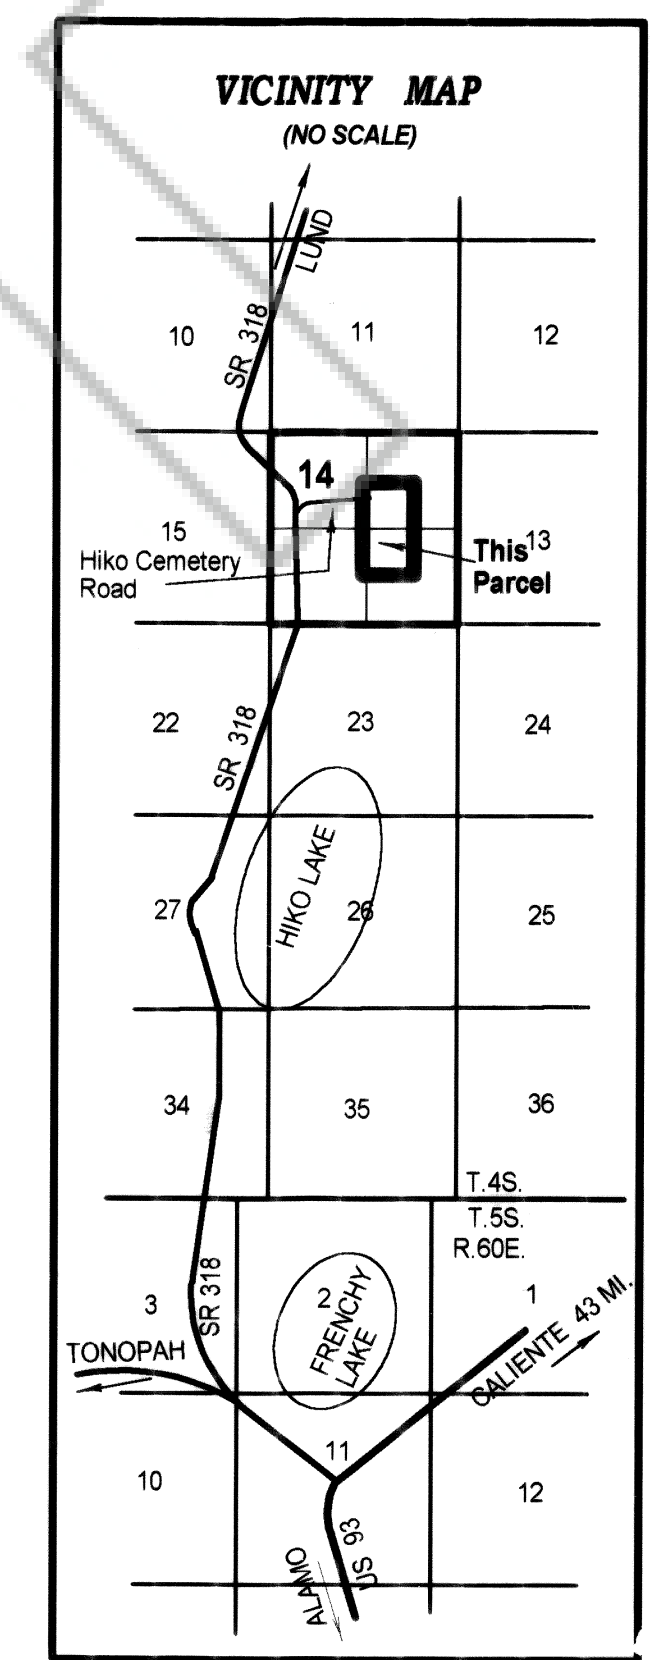 VICINITY MAP
(NO SCALE)
LUND
SR 318
10
11
12
14
15
Hiko Cemetery
Road
This
Parcel
13
22
SR 318
23
24
HIKO LAKE
27
26
25
34
35
36
T.4S.
T.5S.
R.60E.
3
SR 318
2
FRENCHY
LAKE
1
CALIENTE 43 MI.
TONOPAH
10
11
12
ALAMO
US 93